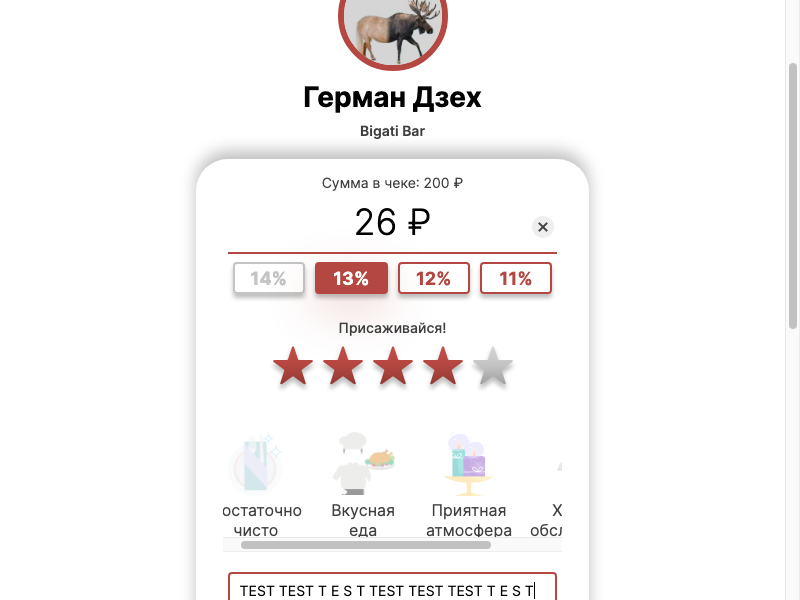 Герман Дзех
Bigati Bar
Сумма в чеке: 200 ₽
26 ₽
14% 13% 12% 11%
Присаживайся!
остаточно Вкусная Приятная Х
чисто еда атмосфера обсл
TEST TEST T E S T TEST TEST TEST T E S T